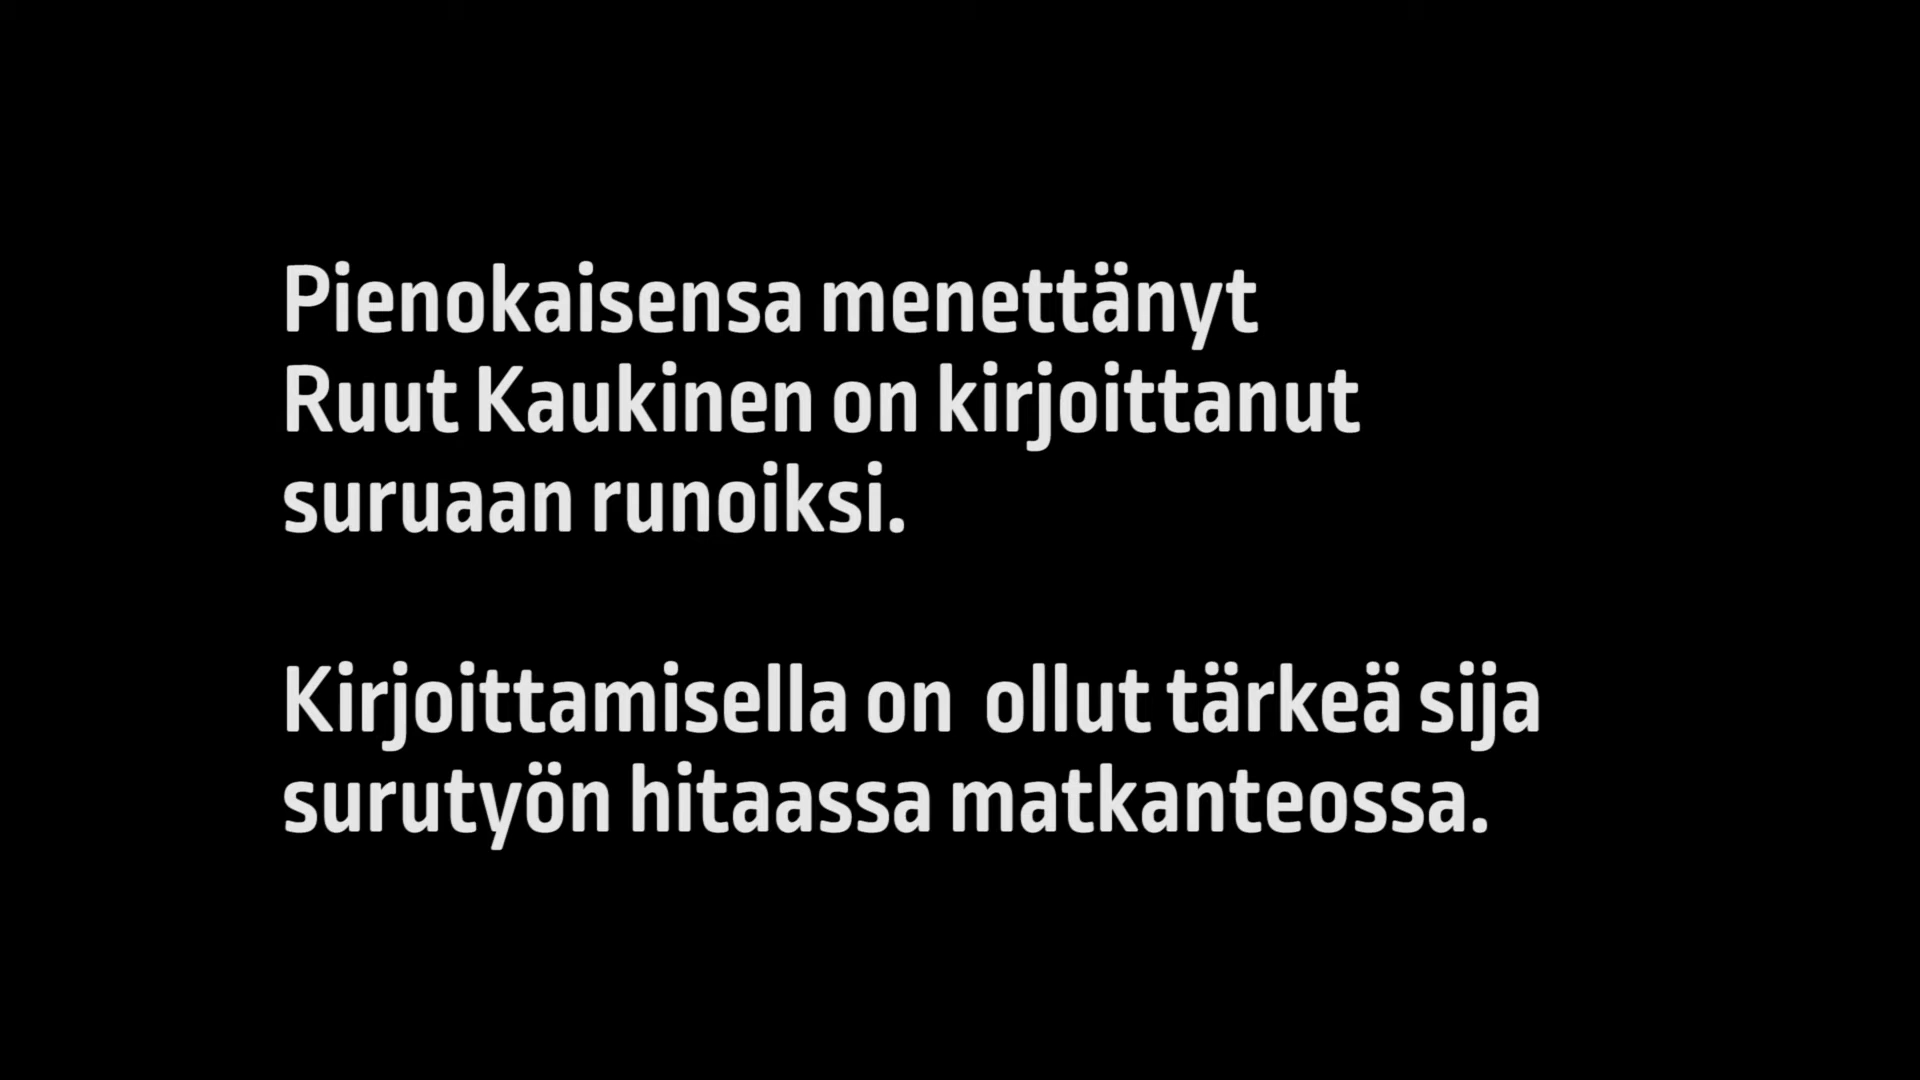 Pienokaisensa menettänyt
Ruut Kaukinen on kirjoittanut
suruaan runoiksi.
Kirjoittamisella on  ollut tärkeä sija
surutyön hitaassa matkanteossa.